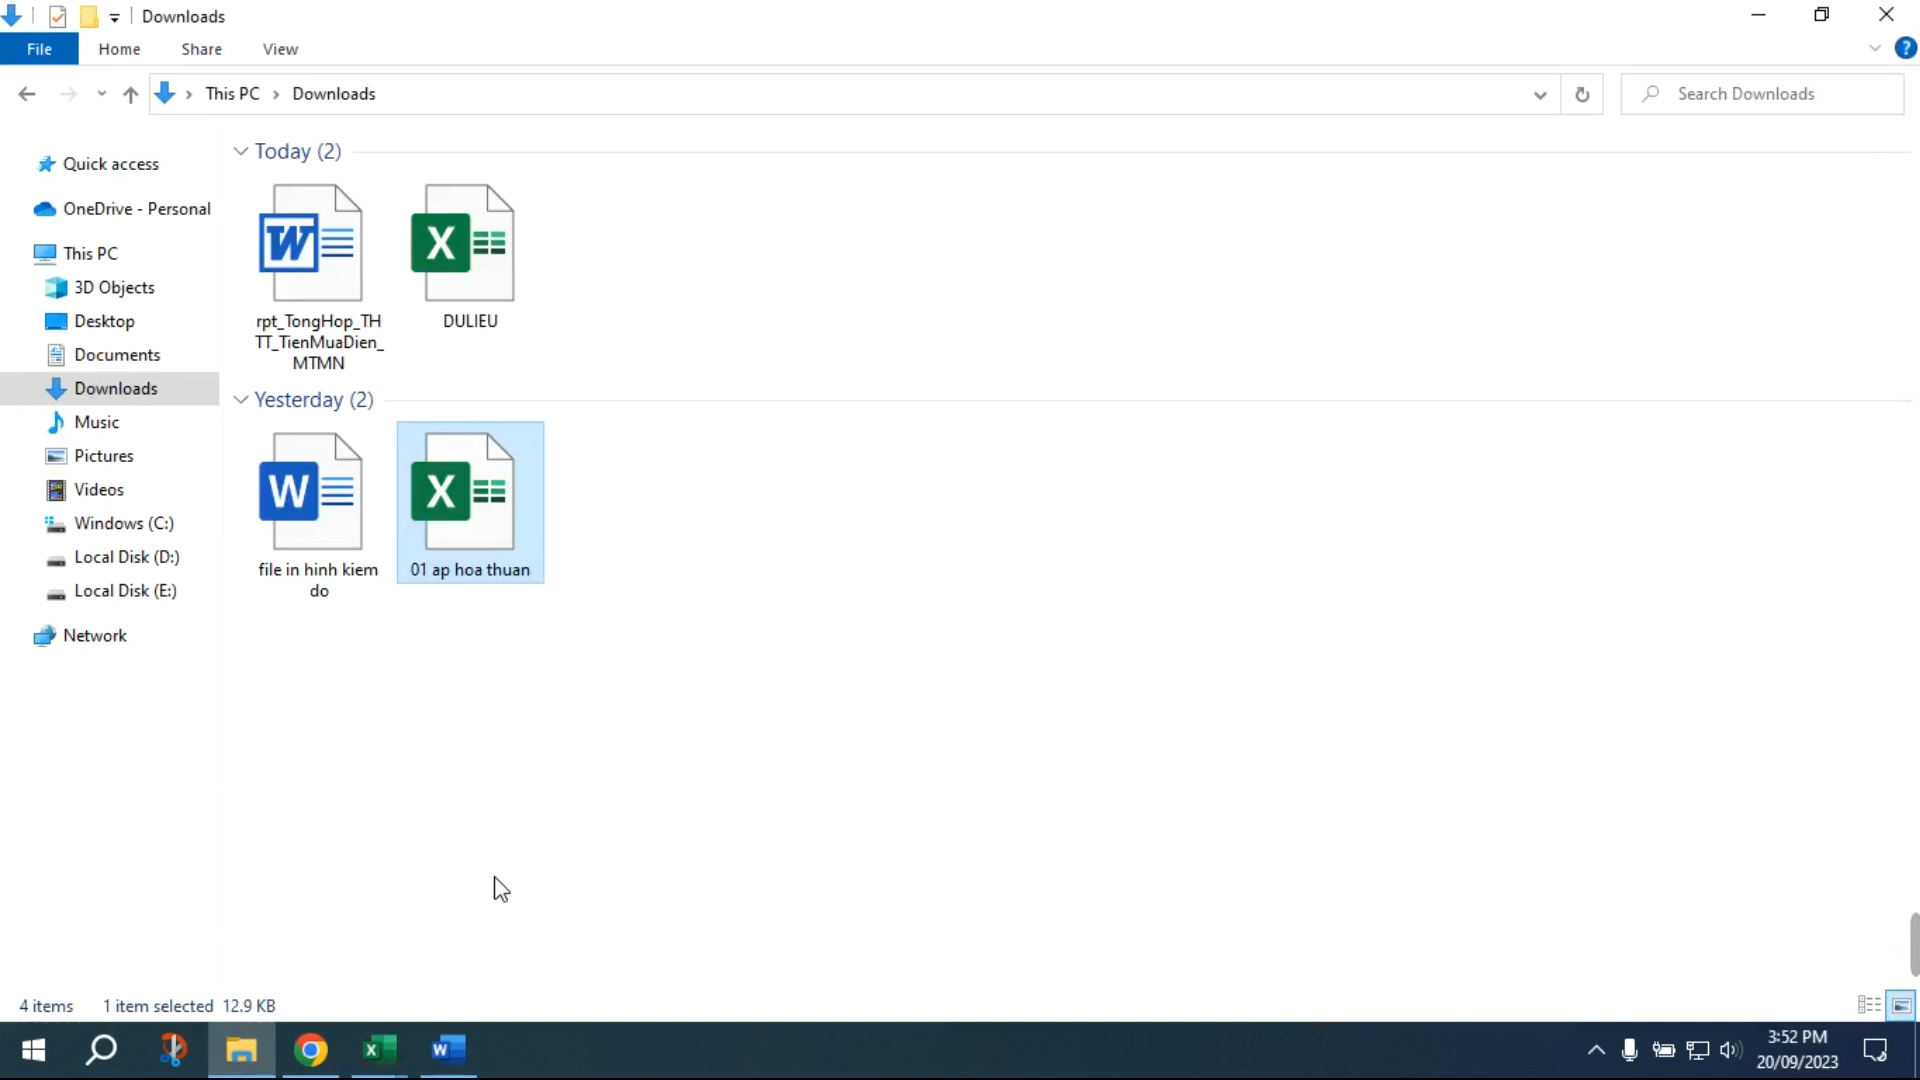 Downloads
File Home Share View
This PC Downloads
Search Downloads
Quick access
OneDrive - Personal
This PC
3D Objects
Desktop
Documents
Downloads
Music
Pictures
Videos
Windows (C:)
Local Disk (D:)
Local Disk (E:)
Network
Today (2)
rpt_TongHop_TH
TT_TienMuaDien_
MTMN
DULIEU
Yesterday (2)
file in hinh kiem
do
01 ap hoa thuan
4 items 1 item selected 12.9 KB
3:52 PM
20/09/2023